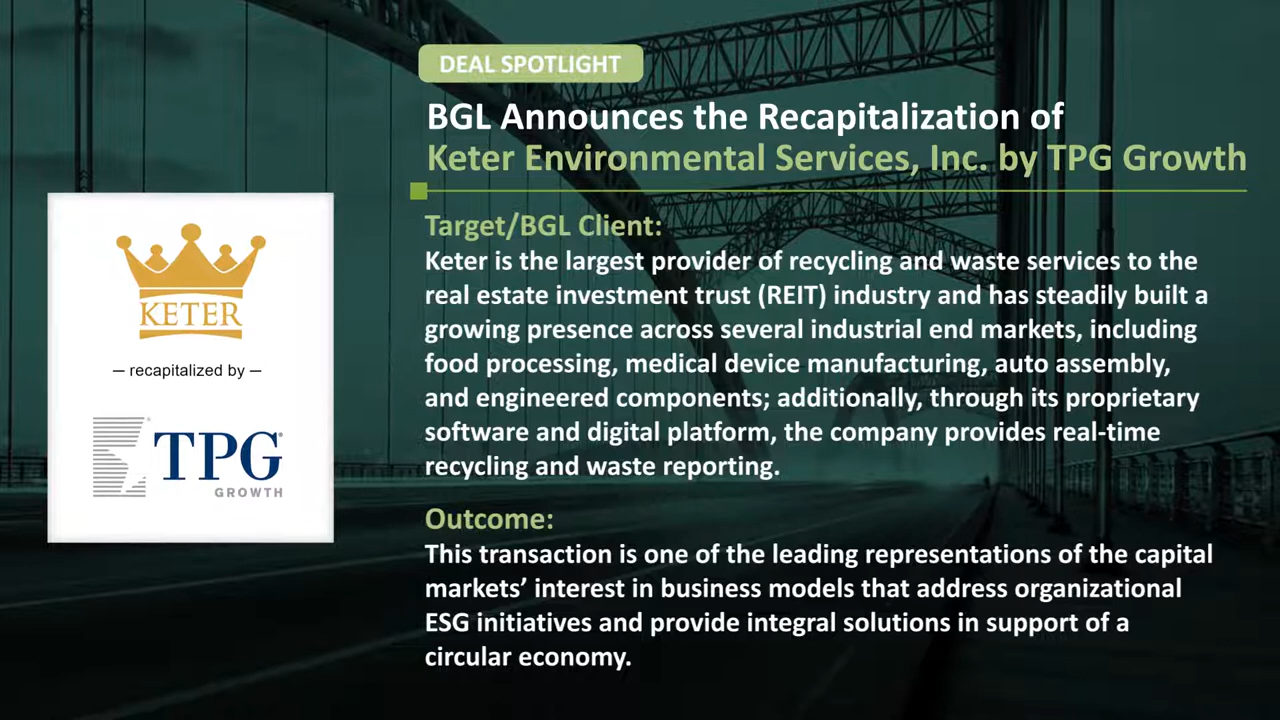 DEAL SPOTLIGHT
BGL Announces the Recapitalization of
Keter Environmental Services, Inc. by TPG Growth
KETER
— recapitalized by —
TPG
GROWTH
Target/BGL Client:
Keter is the largest provider of recycling and waste services to the
real estate investment trust (REIT) industry and has steadily built a
growing presence across several industrial end markets, including
food processing, medical device manufacturing, auto assembly,
and engineered components; additionally, through its proprietary
software and digital platform, the company provides real-time
recycling and waste reporting.
Outcome:
This transaction is one of the leading representations of the capital
markets’ interest in business models that address organizational
ESG initiatives and provide integral solutions in support of a
circular economy.